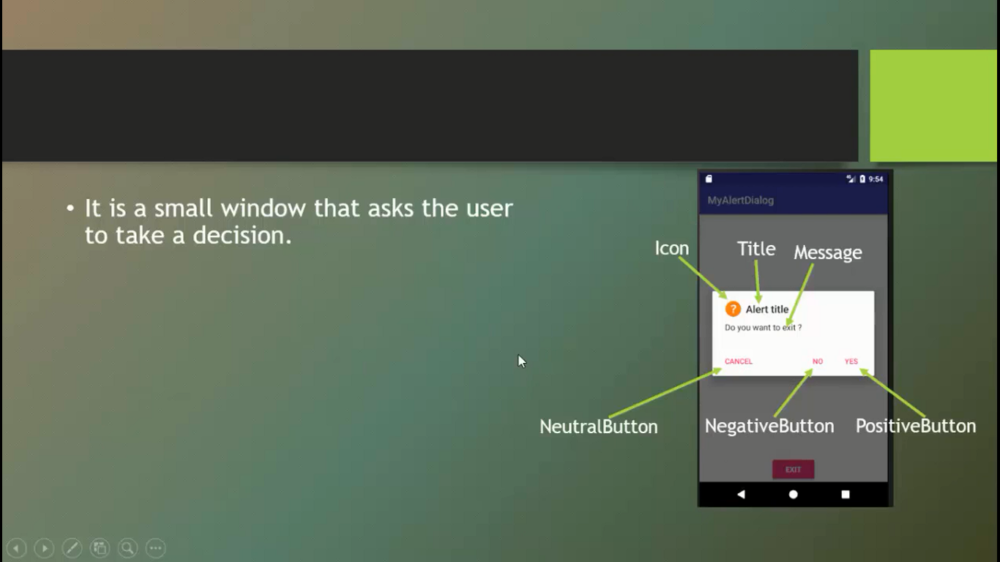 • It is a small window that asks the user
to take a decision.
9:54
MyAlertDialog
Icon
Title
Message
? Alert title
Do you want to exit ?
CANCEL
NO
YES
NeutralButton
NegativeButton
PositiveButton
EXIT